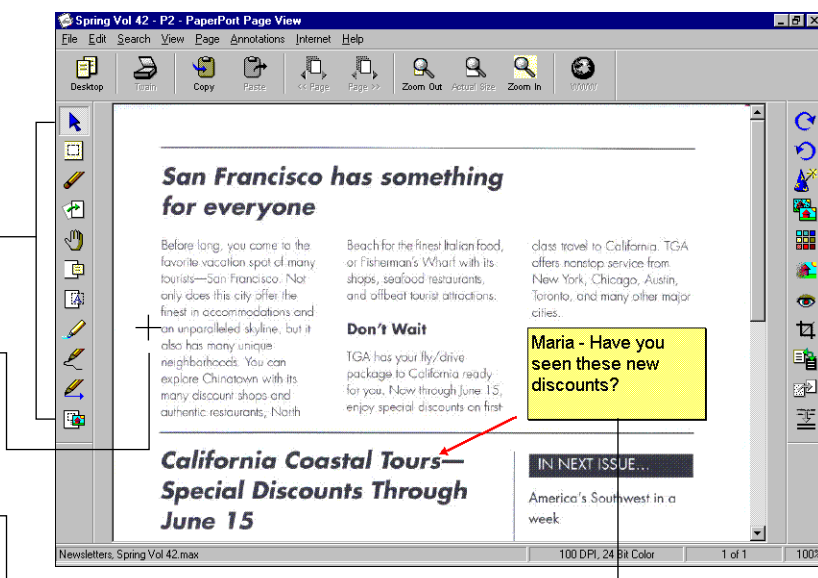 Spring Vol 42 - P2 - PaperPort Page View
File Edit Search View Page Annotations Internet Help
Desktop Twain Copy Paste << Page Page >> Zoom Out Actual Size Zoom In WWW
San Francisco has something
for everyone
Before long, you come to the
favorite vacation spot of many
tourists—San Francisco. Not
only does this city offer the
finest in accommodations and
an unparalleled skyline, but it
also has many unique
neighborhoods. You can
explore Chinatown with its
many discount shops and
authentic restaurants, North
Beach for the finest Italian food,
or Fisherman's Wharf with its
shops, seafood restaurants,
and offbeat tourist attractions.
Don't Wait
TGA has your fly/drive
package to California ready
for you. Now through June 15,
enjoy special discounts on first
class travel to California. TGA
offers nonstop service from
New York, Chicago, Austin,
Toronto, and many other major
cities.
Maria - Have you
seen these new
discounts?
California Coastal Tours—
Special Discounts Through
June 15
IN NEXT ISSUE...
America's Southwest in a
week
Newsletters, Spring Vol 42.max 100 DPI, 24 Bit Color 1 of 1 100%